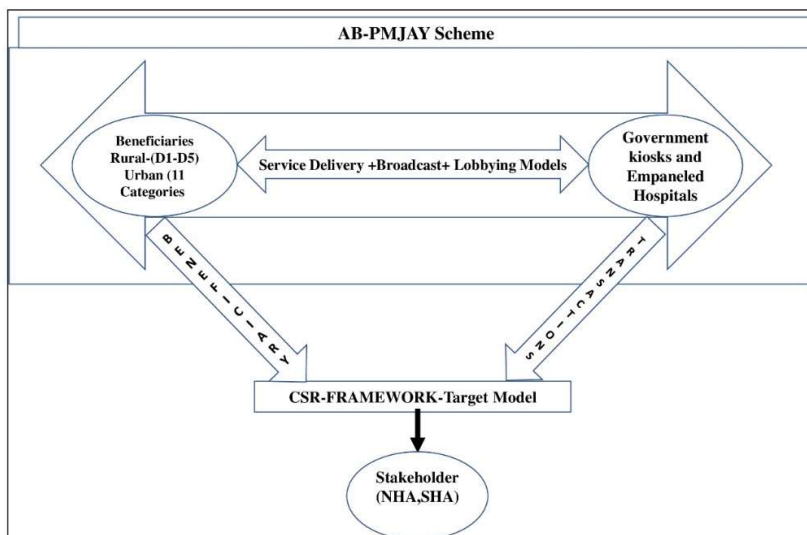 AB-PMJAY Scheme
Beneficiaries
Rural-(D1-D5)
Urban (11
Categories
Service Delivery +Broadcast+ Lobbying Models
Government
kiosks and
Empaneled
Hospitals
BENEFICIARY
TRANSACTIONS
CSR-FRAMEWORK-Target Model
Stakeholder
(NHA,SHA)